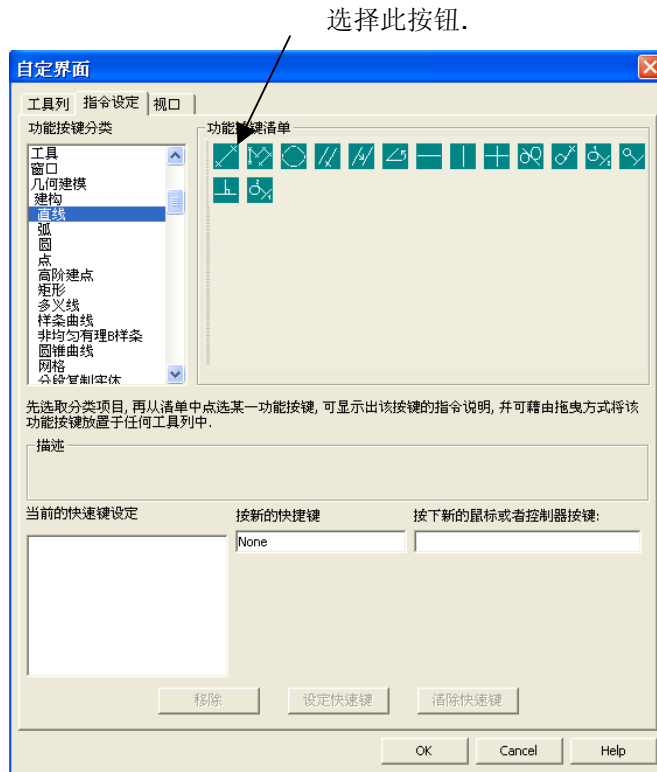 选择此按钮.
自定界面
工具列 指令设定 视口
功能按键分类
功能按键清单
工具
窗口
几何建模
建构
直线
弧
圆
点
高阶建点
矩形
多义线
样条曲线
非均匀有理B样条
圆锥曲线
网格
分段复制实体
先选取分类项目, 再从清单中点选某一功能按键, 可显示出该按键的指令说明, 并可藉由拖曳方式将该
功能按键放置于任何工具列中.
描述
当前的快速键设定
按新的快捷键
按下新的鼠标或者控制器按键:
None
移除 设定快速键 清除快速键
OK Cancel Help